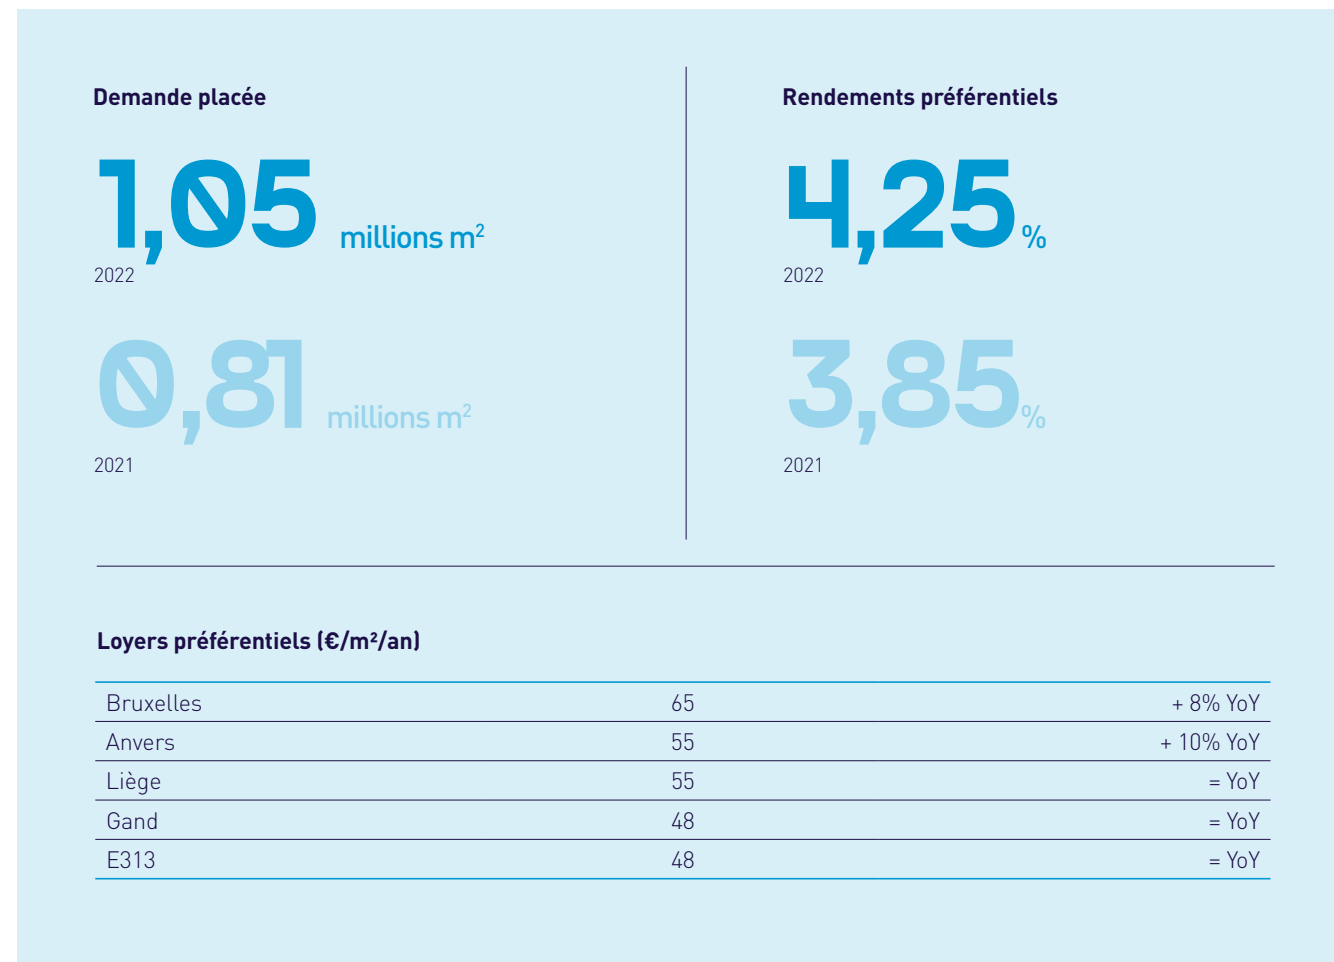 Demande placée
1,05 millions m²
2022
0,81 millions m²
2021
Rendements préférentiels
4,25 %
2022
3,85 %
2021
Loyers préférentiels (€/m²/an)
Bruxelles 65 + 8% YoY
Anvers 55 + 10% YoY
Liège 55 = YoY
Gand 48 = YoY
E313 48 = YoY